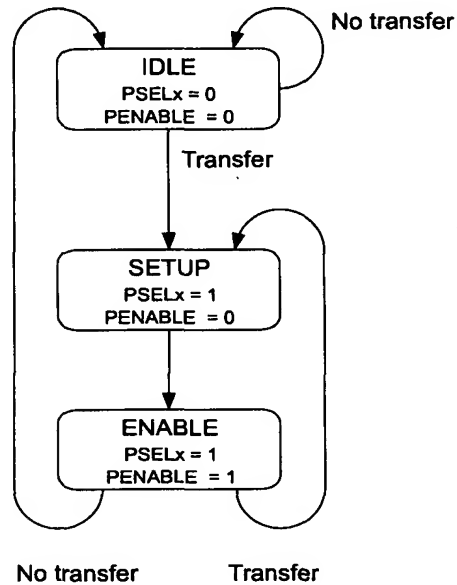 No transfer
IDLE
PSELx = 0
PENABLE = 0
Transfer
SETUP
PSELx = 1
PENABLE = 0
ENABLE
PSELx = 1
PENABLE = 1
No transfer
Transfer